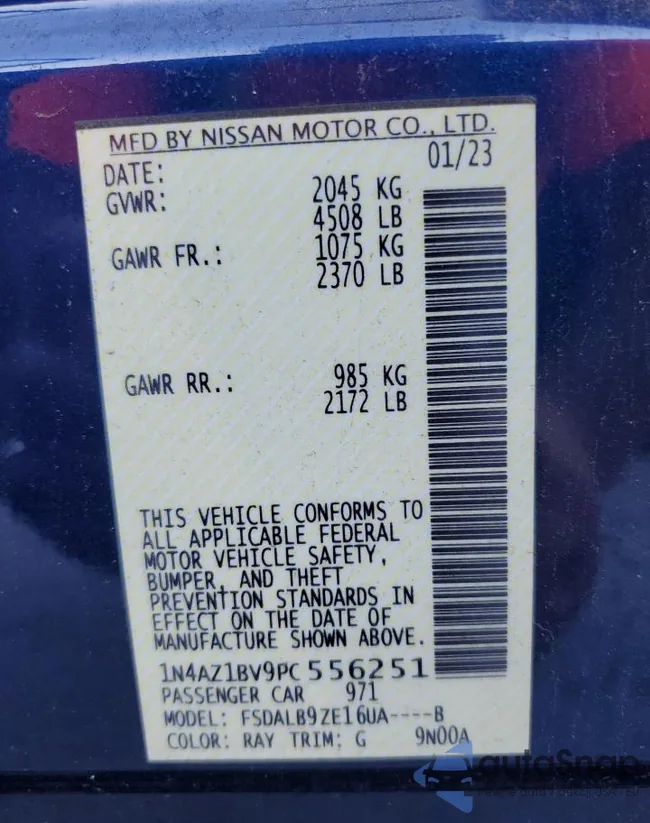 MFD BY NISSAN MOTOR CO., LTD.
DATE: 01/23
GVWR: 2045 KG
4508 LB
GAWR FR.: 1075 KG
2370 LB
GAWR RR.: 985 KG
2172 LB
THIS VEHICLE CONFORMS TO
ALL APPLICABLE FEDERAL
MOTOR VEHICLE SAFETY,
BUMPER, AND THEFT
PREVENTION STANDARDS IN
EFFECT ON THE DATE OF
MANUFACTURE SHOWN ABOVE.
1N4AZ1BV9PC556251
PASSENGER CAR 971
MODEL: FSDALB9ZE16UA----B
COLOR: RAY TRIM: G 9N00A
autoSnap